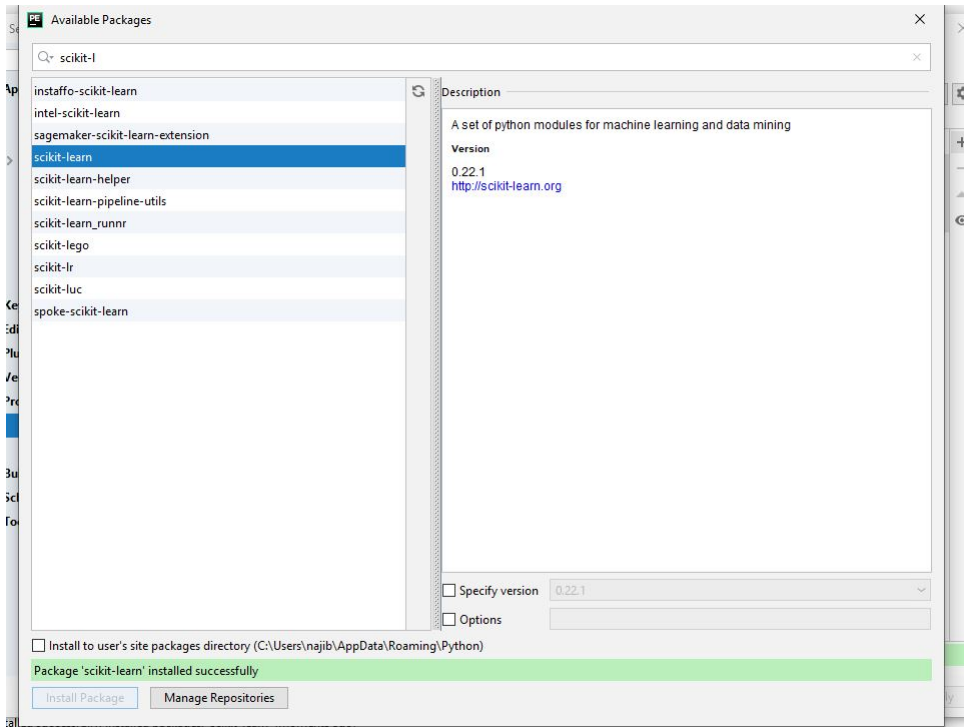 PE Available Packages
scikit-l
instaffo-scikit-learn
intel-scikit-learn
sagemaker-scikit-learn-extension
scikit-learn
scikit-learn-helper
scikit-learn-pipeline-utils
scikit-learn_runnr
scikit-lego
scikit-lr
scikit-luc
spoke-scikit-learn
Description
A set of python modules for machine learning and data mining
Version
0.22.1
http://scikit-learn.org
Specify version 0.22.1
Options
Install to user's site packages directory (C:\Users\najib\AppData\Roaming\Python)
Package 'scikit-learn' installed successfully
Install Package Manage Repositories